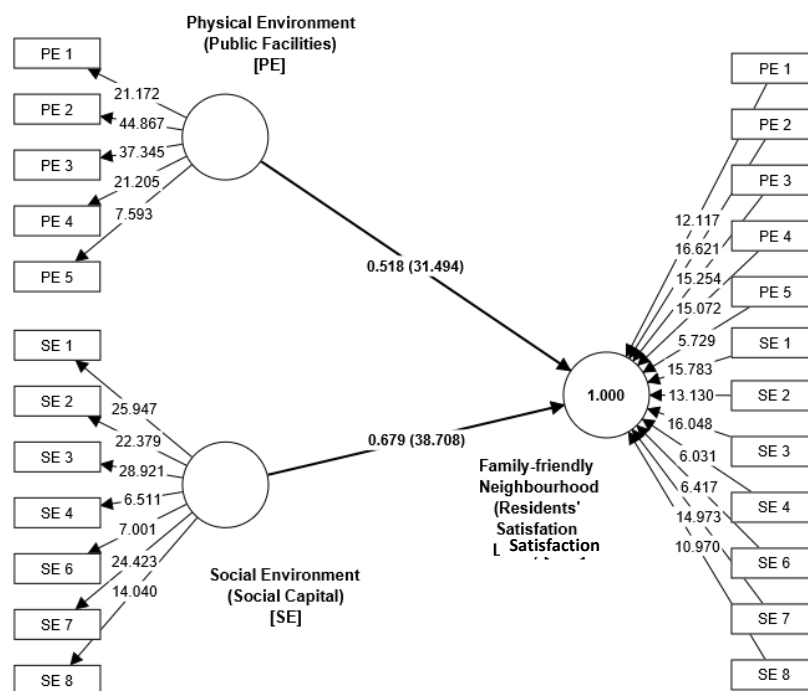 Physical Environment
(Public Facilities)
[PE]
PE 1
PE 2
PE 3
PE 4
PE 5
21.172
44.867
37.345
21.205
7.593
SE 1
SE 2
SE 3
SE 4
SE 6
SE 7
SE 8
25.947
22.379
28.921
6.511
7.001
24.423
14.040
Social Environment
(Social Capital)
[SE]
0.518 (31.494)
0.679 (38.708)
1.000
Family-friendly
Neighbourhood
(Residents'
Satisfation
Satisfaction
12.117
16.621
15.254
15.072
5.729
15.783
13.130
16.048
6.031
6.417
14.973
10.970
PE 1
PE 2
PE 3
PE 4
PE 5
SE 1
SE 2
SE 3
SE 4
SE 6
SE 7
SE 8